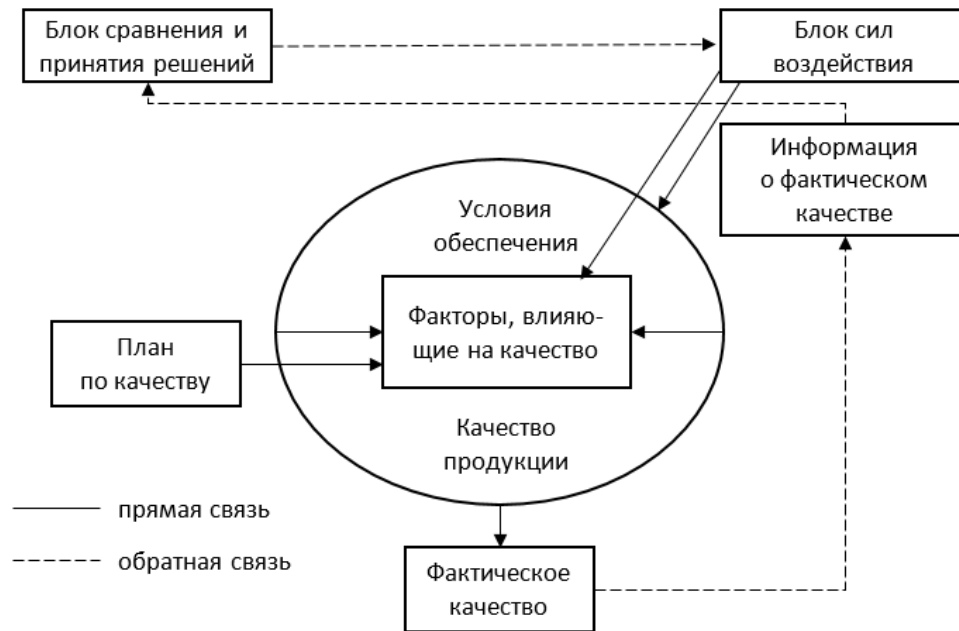 Блок сравнения и
принятия решений
Блок сил
воздействия
Информация
о фактическом
качестве
Условия
обеспечения
Факторы, влияю-
щие на качество
План
по качеству
Качество
продукции
прямая связь
обратная связь
Фактическое
качество